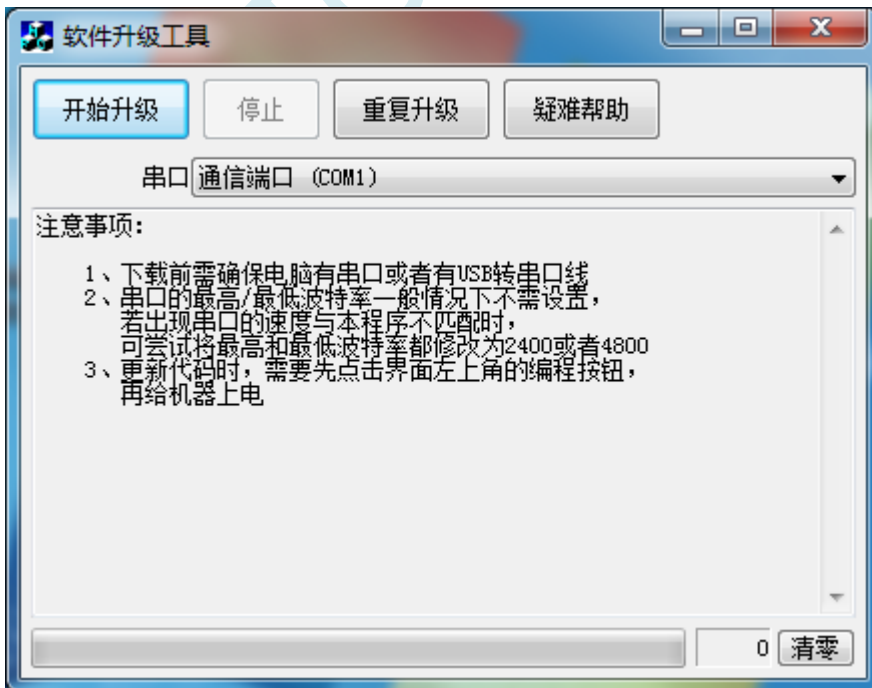 软件升级工具
开始升级 停止 重复升级 疑难帮助
串口 通信端口 (COM1)
注意事项:
1、下载前需确保电脑有串口或者有USB转串口线
2、串口的最高/最低波特率一般情况下不需设置,
若出现串口的速度与本程序不匹配时,
可尝试将最高和最低波特率都修改为2400或者4800
3、更新代码时,需要先点击界面左上角的编程按钮,
再给机器上电
0 清零